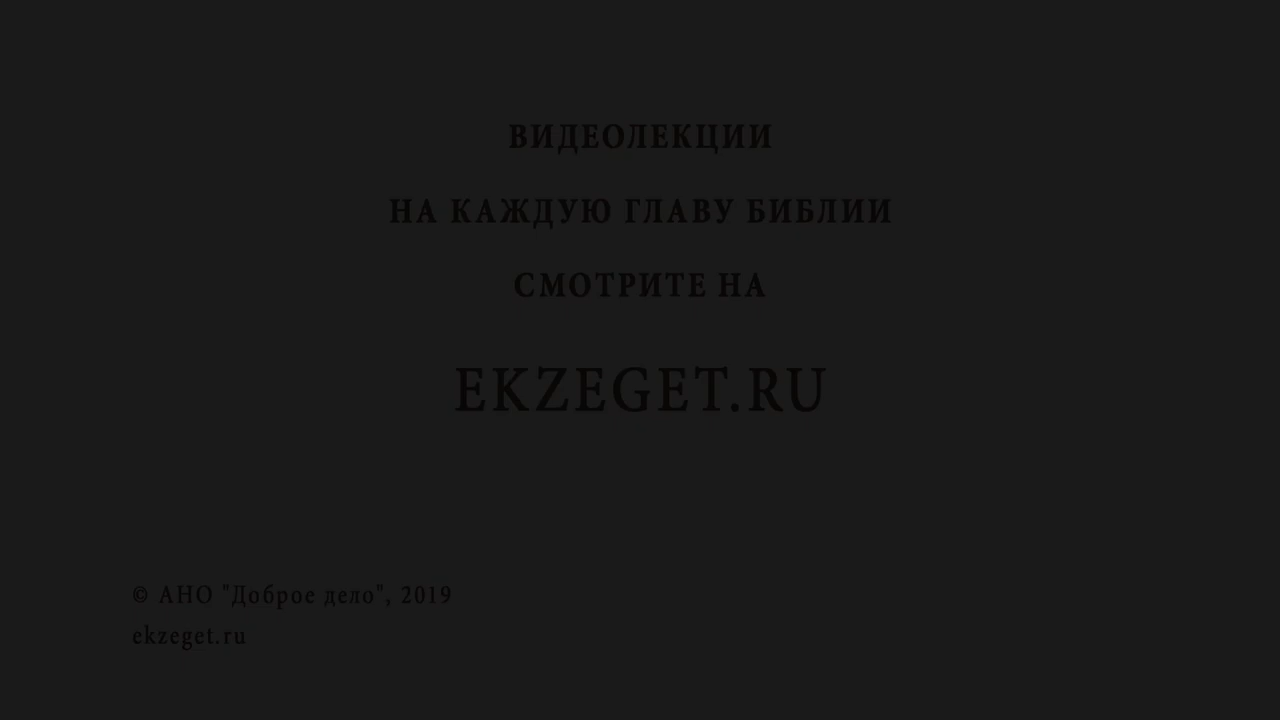 ВИДЕОЛЕКЦИИ
НА КАЖДУЮ ГЛАВУ БИБЛИИ
СМОТРИТЕ НА
EKZEGET.RU
© АНО "Доброе дело", 2019
ekzeget.ru